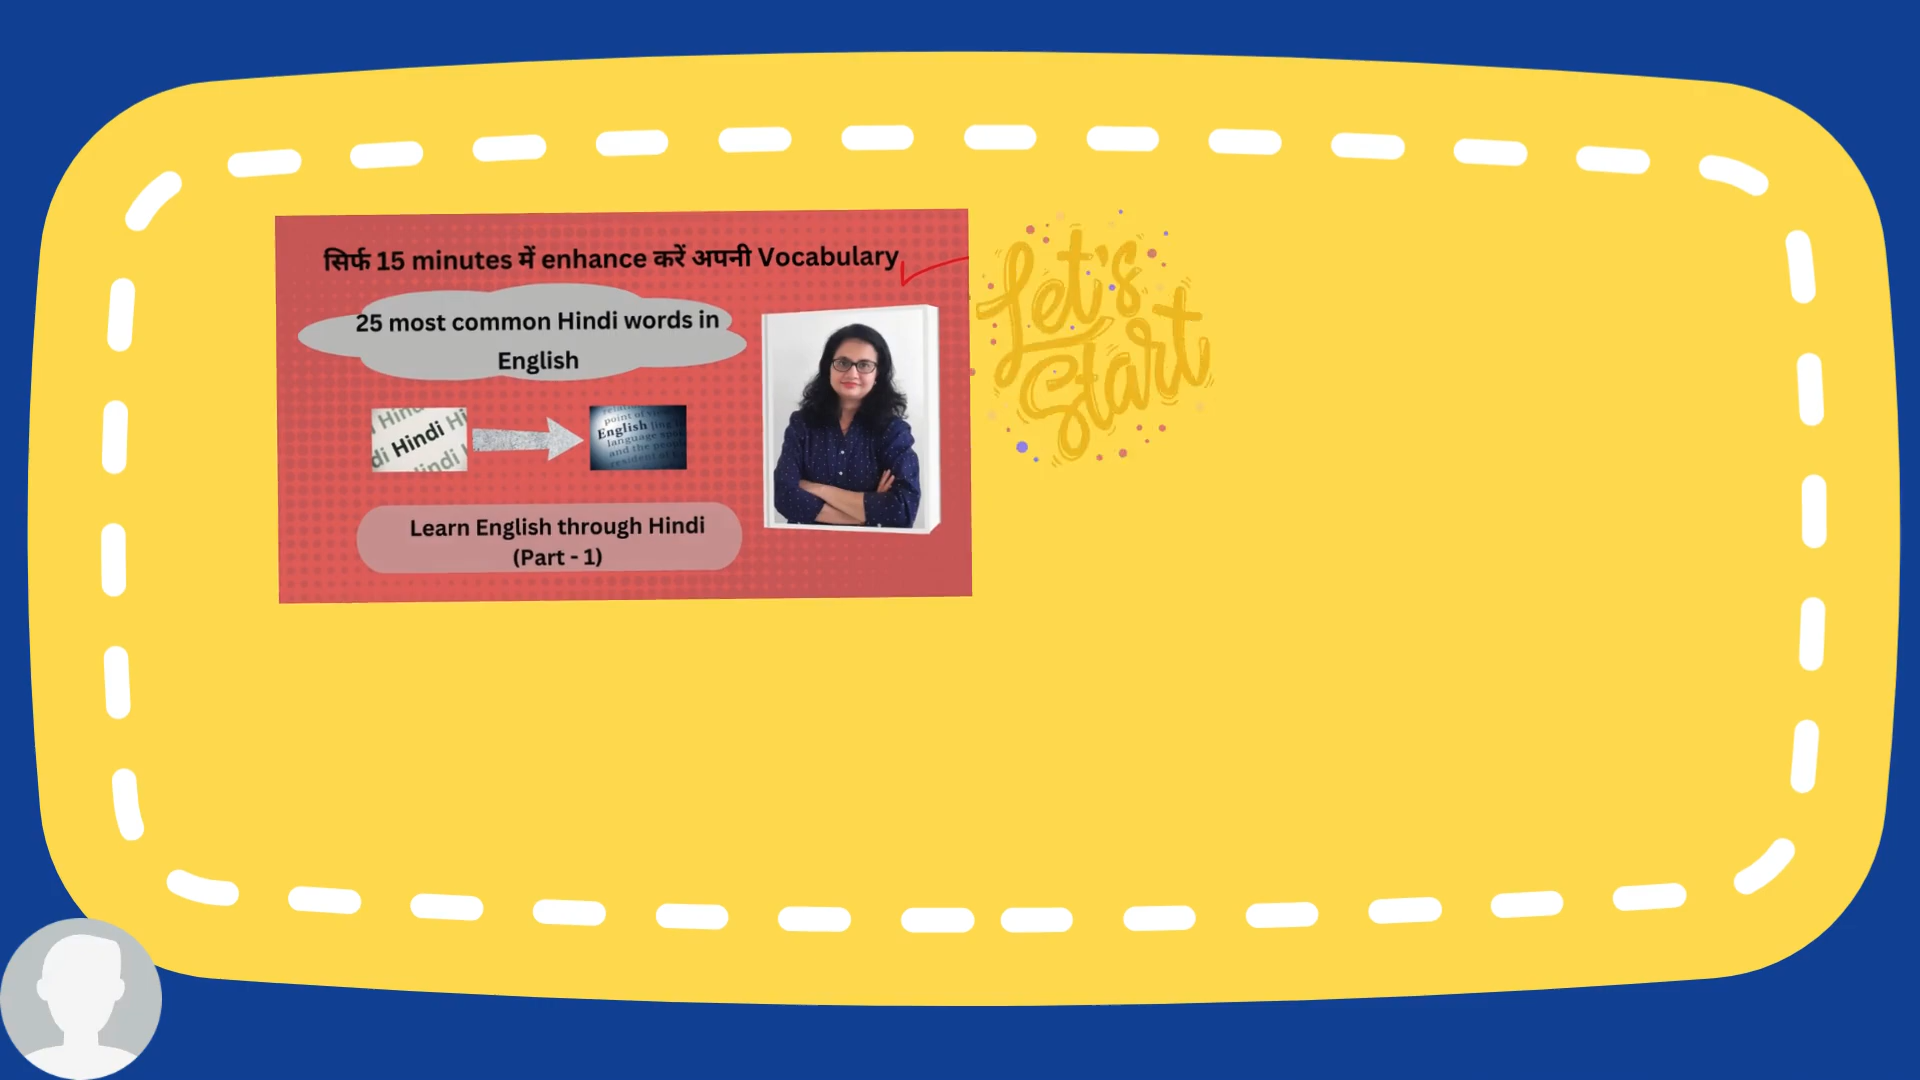 सिर्फ 15 minutes में enhance करें अपनी Vocabulary
25 most common Hindi words in
English
Hindi
English
Learn English through Hindi
(Part - 1)
Let's
Start